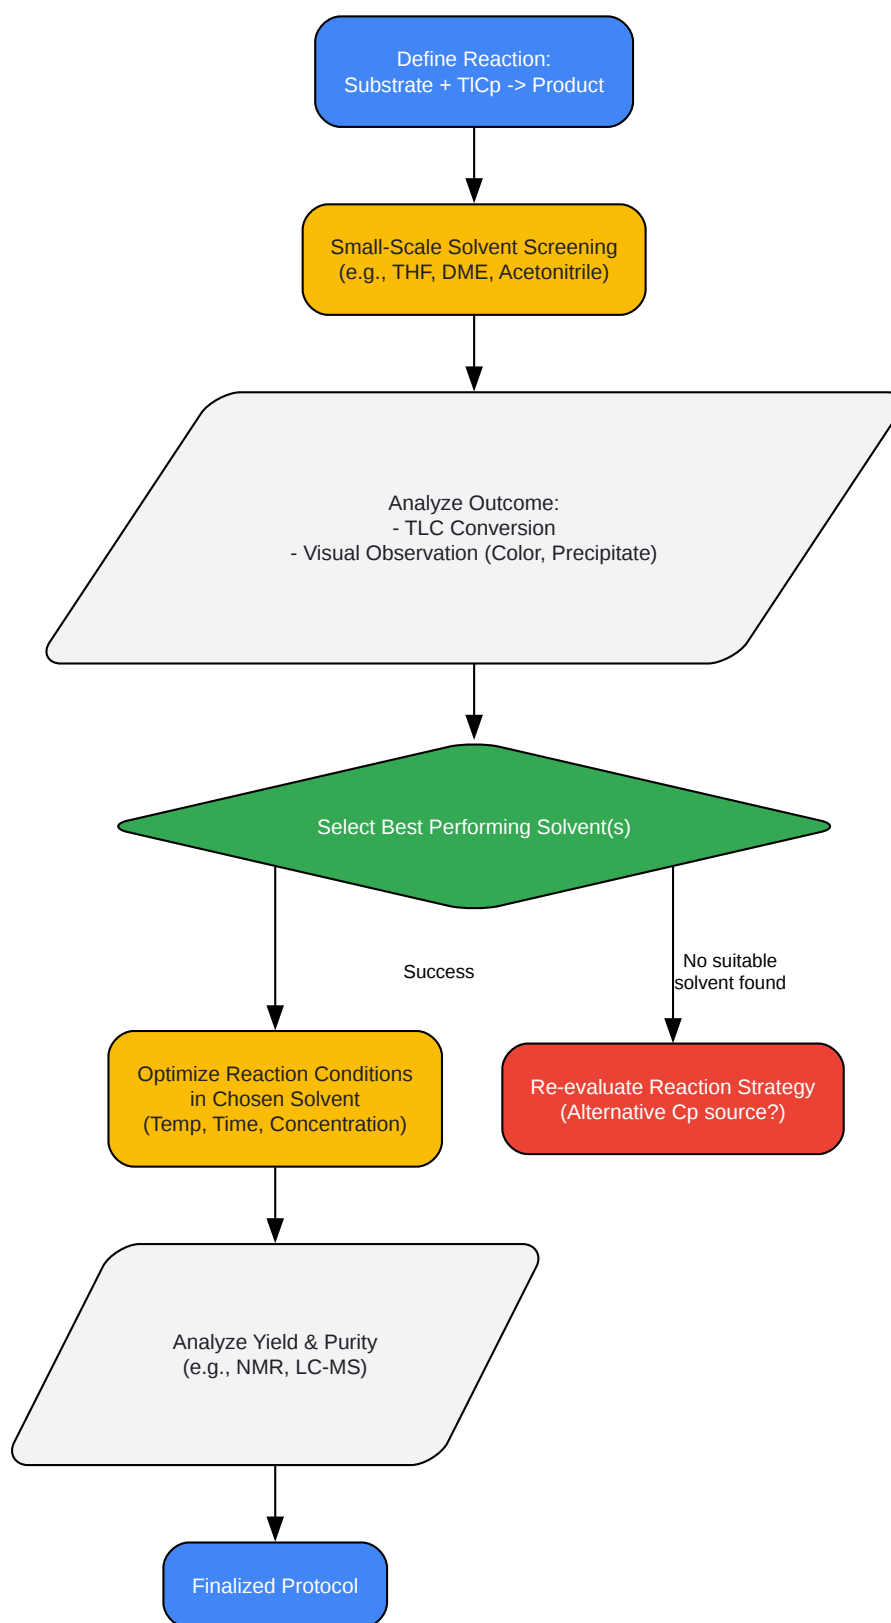 Define Reaction:
Substrate + TlCp -> Product
Small-Scale Solvent Screening
(e.g., THF, DME, Acetonitrile)
Analyze Outcome:
- TLC Conversion
- Visual Observation (Color, Precipitate)
Select Best Performing Solvent(s)
Success
No suitable
solvent found
Optimize Reaction Conditions
in Chosen Solvent
(Temp, Time, Concentration)
Re-evaluate Reaction Strategy
(Alternative Cp source?)
Analyze Yield & Purity
(e.g., NMR, LC-MS)
Finalized Protocol